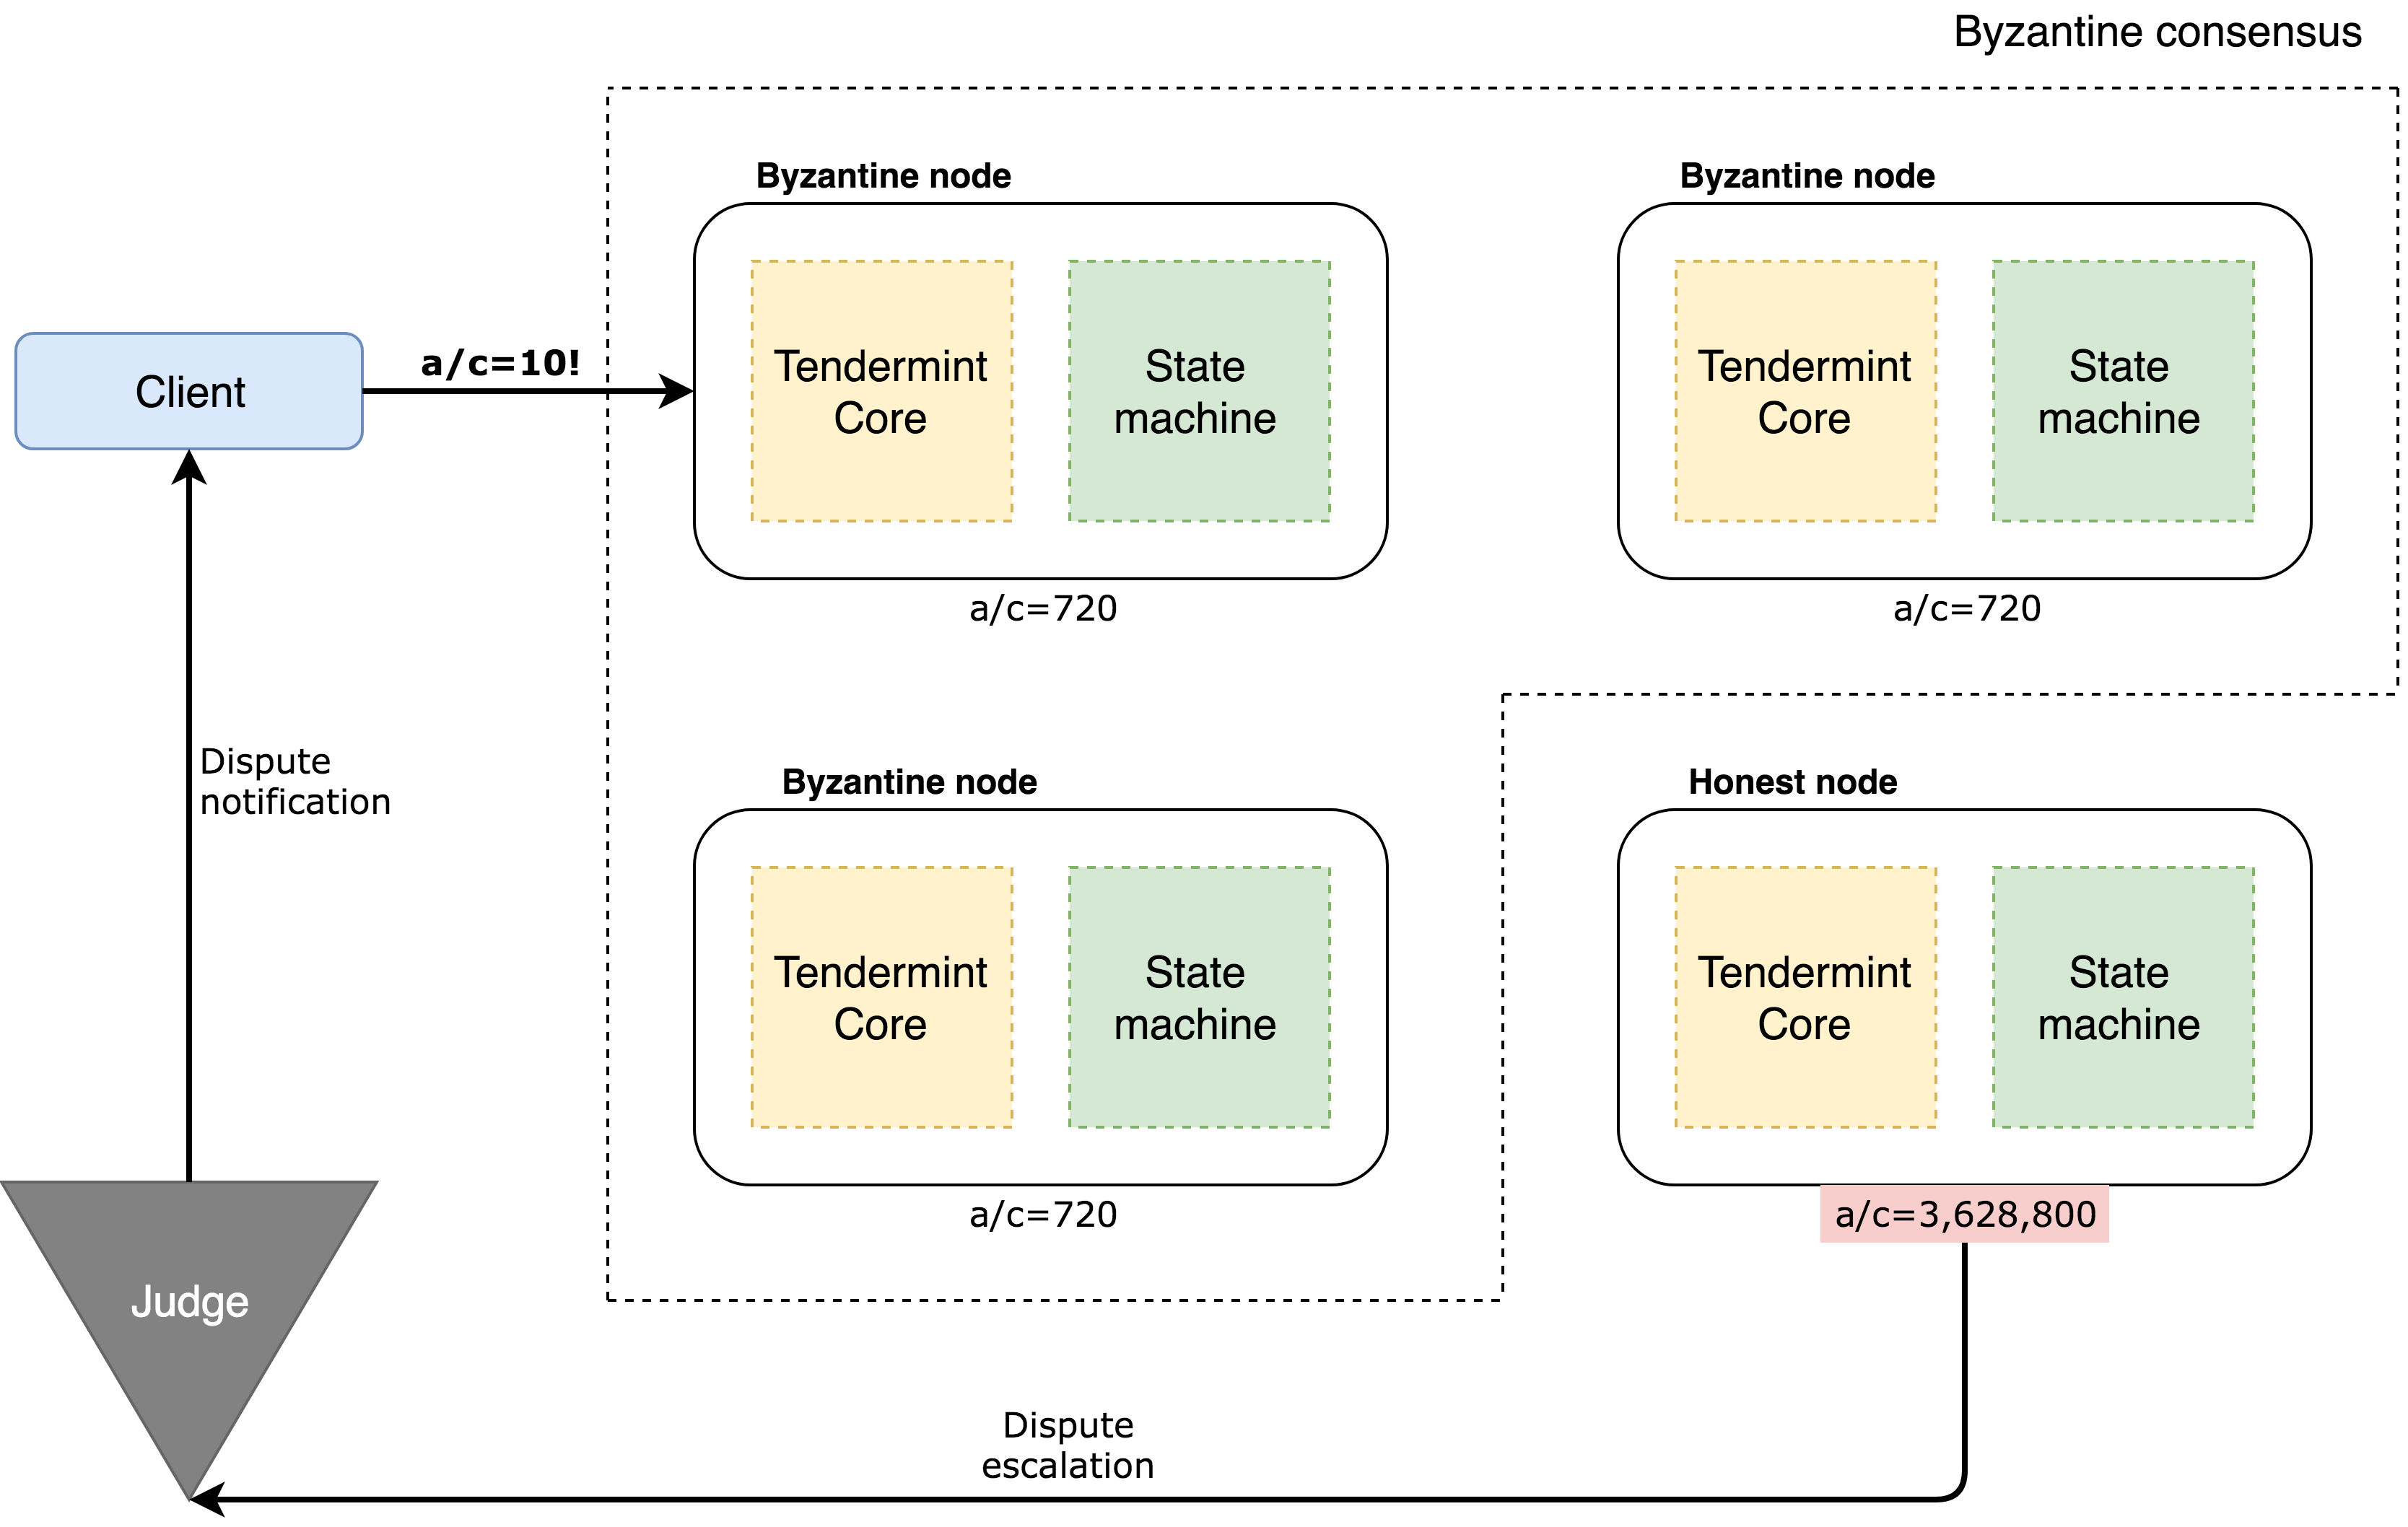 Byzantine consensus
Byzantine node
Byzantine node
Tendermint
Core
State
machine
Tendermint
Core
State
machine
Client
a/c=10!
a/c=720
a/c=720
Dispute
notification
Byzantine node
Honest node
Tendermint
Core
State
machine
Tendermint
Core
State
machine
a/c=720
a/c=3,628,800
Judge
Dispute
escalation